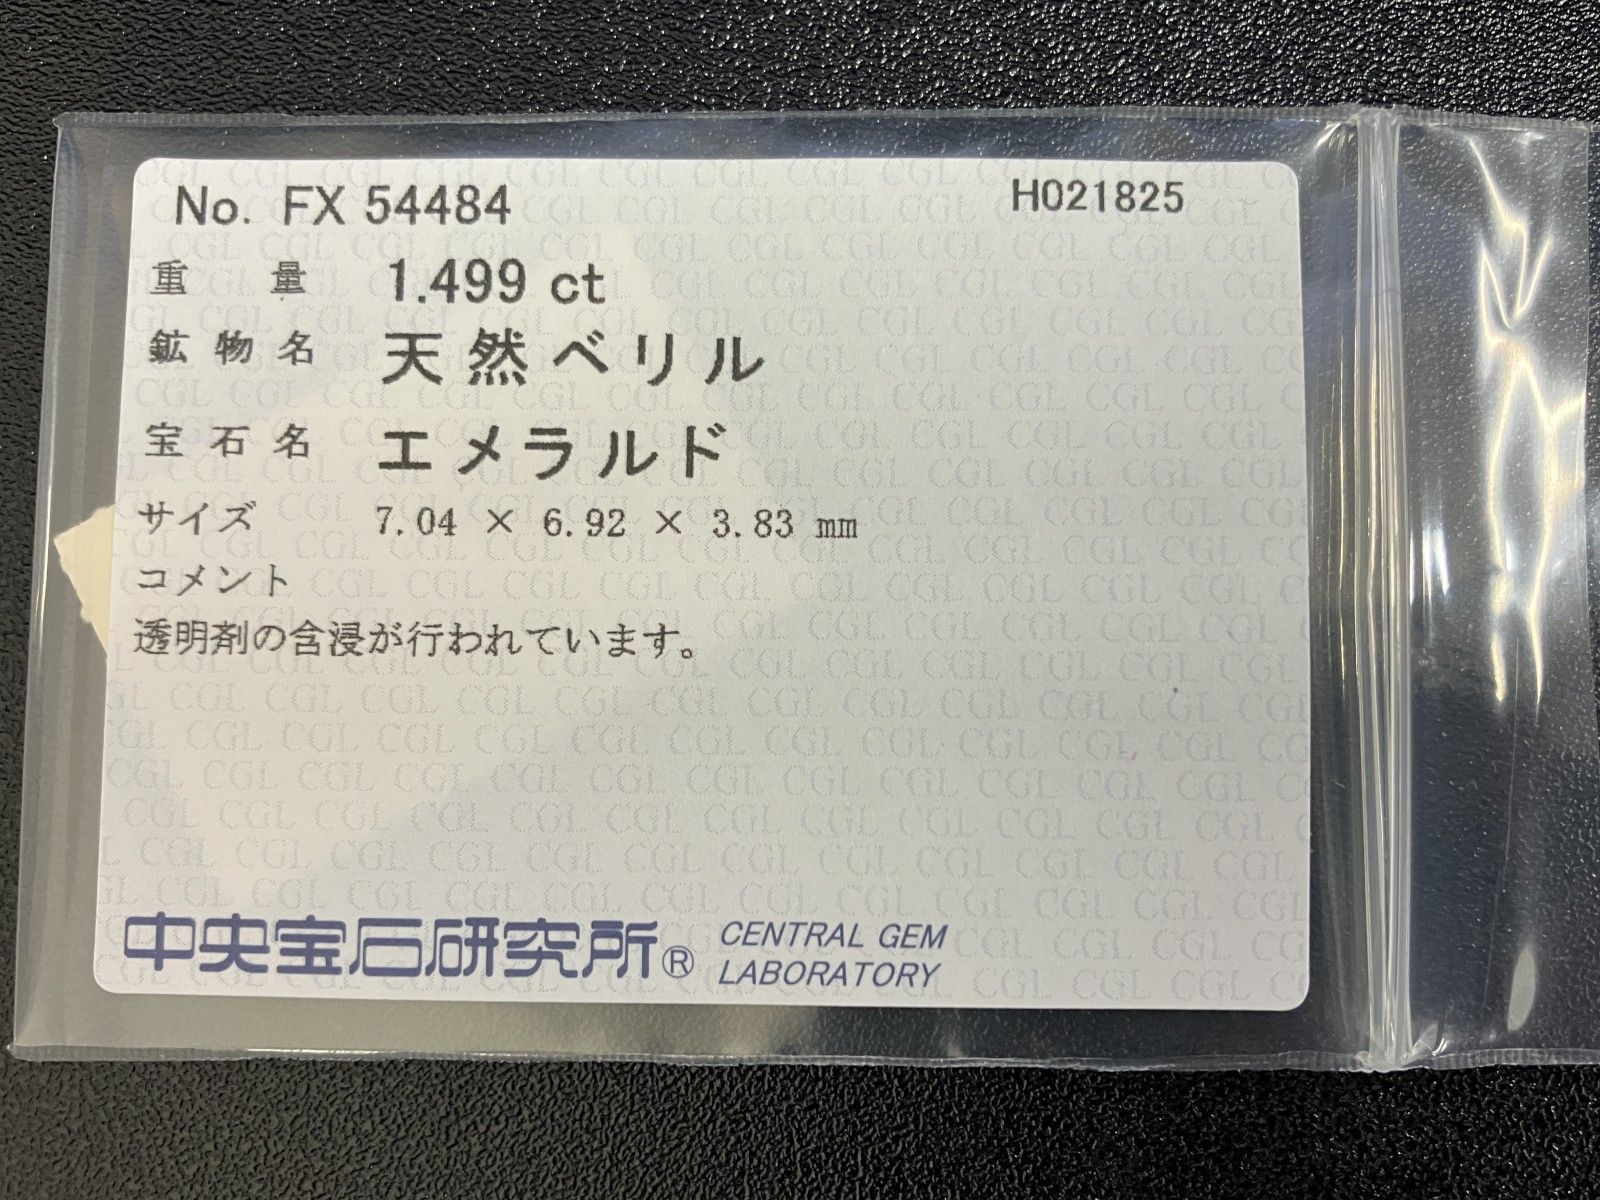 No. FX 54484 H021825
重量 1.499 ct
鉱物名 天然ベリル
宝石名 エメラルド
サイズ 7.04 × 6.92 × 3.83 mm
コメント
透明剤の含浸が行われています。
中央宝石研究所® CENTRAL GEM
LABORATORY